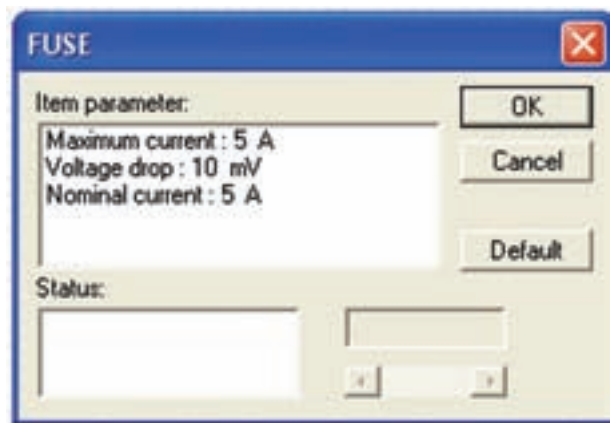 FUSE
Item parameter:
OK
Maximum current : 5 A
Voltage drop : 10 mV
Nominal current : 5 A
Cancel
Default
Status: